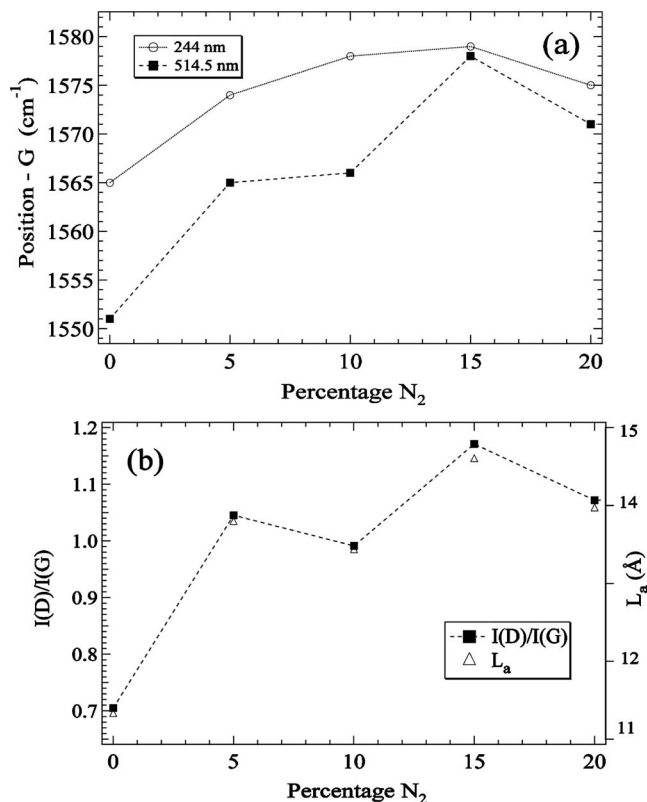 1580
1575
1570
1565
1560
1555
1550
Position - G (cm-1)
244 nm
514.5 nm
(a)
0 5 10 15 20
Percentage N2
1.2
1.1
1.0
0.9
0.8
0.7
I(D)/I(G)
(b)
I(D)/I(G)
La
15
14
12
11
La (Å)
0 5 10 15 20
Percentage N2